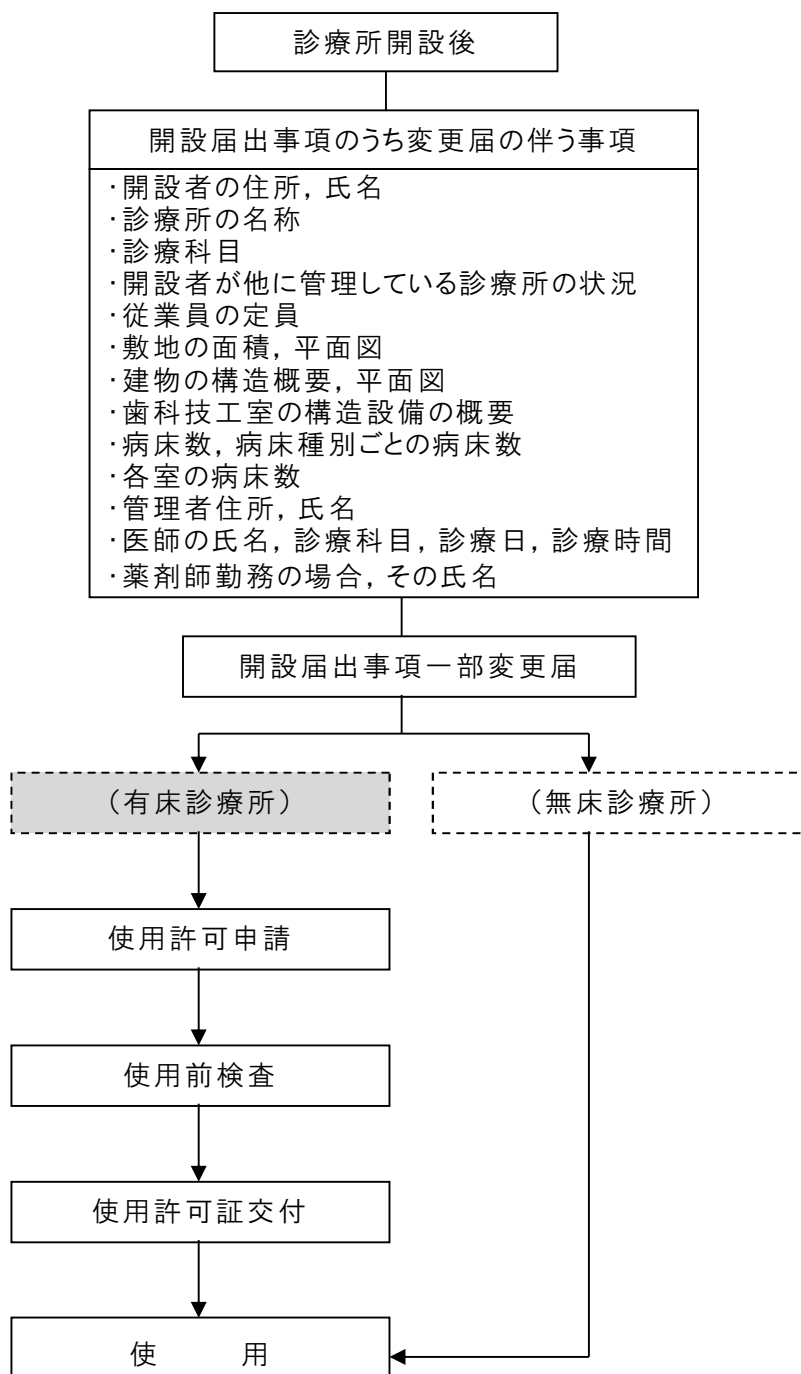 診療所開設後
開設届出事項のうち変更届の伴う事項
・開設者の住所,氏名
・診療所の名称
・診療科目
・開設者が他に管理している診療所の状況
・従業員の定員
・敷地の面積,平面図
・建物の構造概要,平面図
・歯科技工室の構造設備の概要
・病床数,病床種別ごとの病床数
・各室の病床数
・管理者住所,氏名
・医師の氏名,診療科目,診療日,診療時間
・薬剤師勤務の場合,その氏名
開設届出事項一部変更届
(有床診療所)
(無床診療所)
使用許可申請
使用前検査
使用許可証交付
使　　用